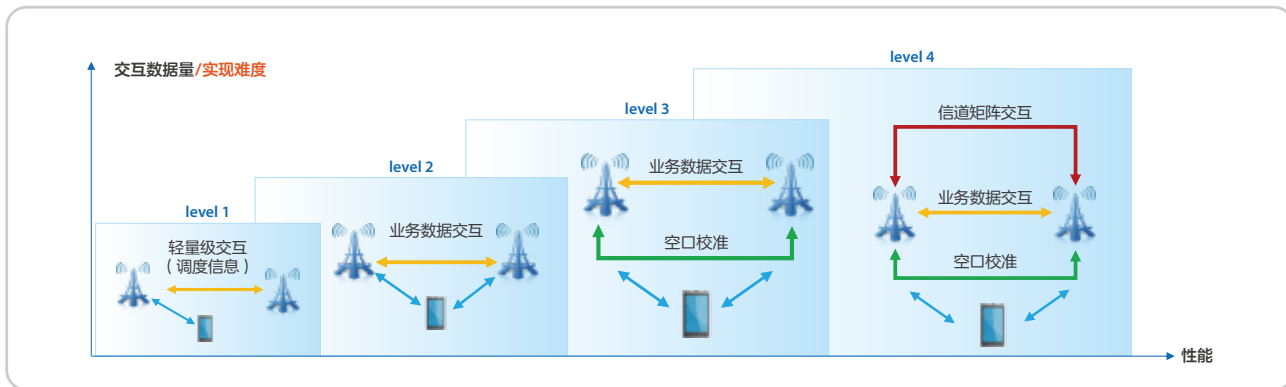 交互数据量/实现难度
level 1
轻量级交互
（调度信息）
level 2
业务数据交互
level 3
业务数据交互
空口校准
level 4
信道矩阵交互
业务数据交互
空口校准
性能